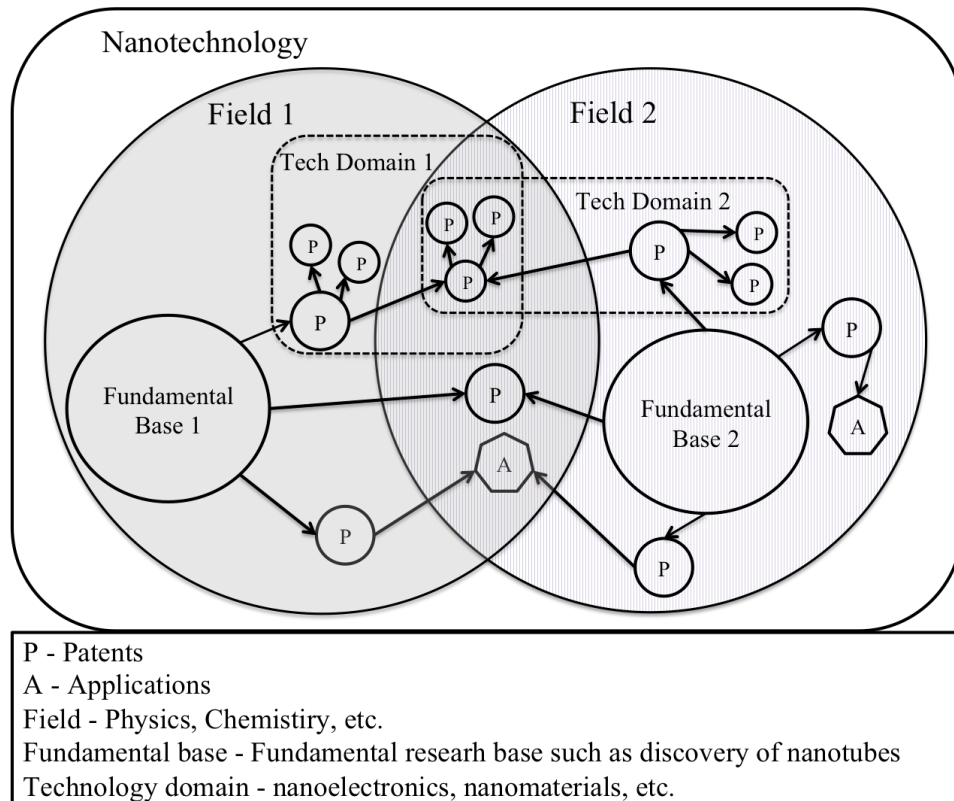 Nanotechnology
Field 1
Field 2
Tech Domain 1
Tech Domain 2
P
P
P
P
P
P
P
P
P
P
P
Fundamental
Base 1
P
Fundamental
Base 2
A
A
P
P
P - Patents
A - Applications
Field - Physics, Chemistiry, etc.
Fundamental base - Fundamental researh base such as discovery of nanotubes
Technology domain - nanoelectronics, nanomaterials, etc.